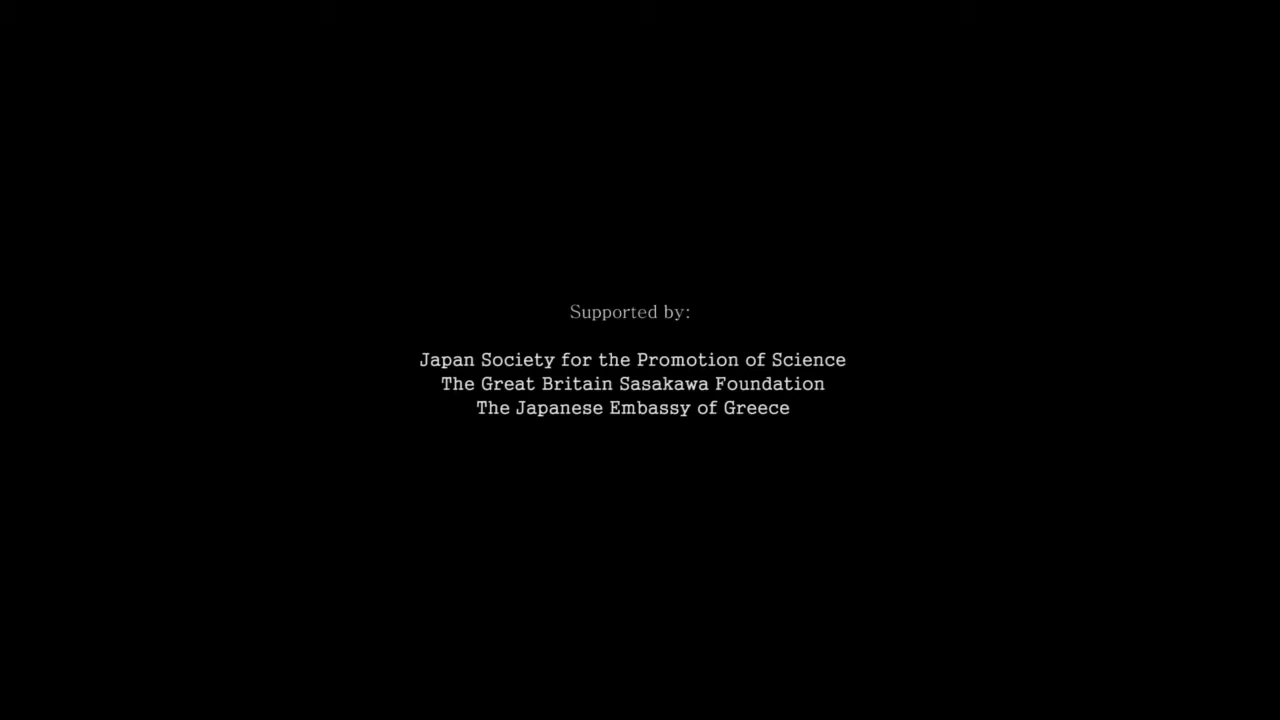 Supported by:
Japan Society for the Promotion of Science
The Great Britain Sasakawa Foundation
The Japanese Embassy of Greece